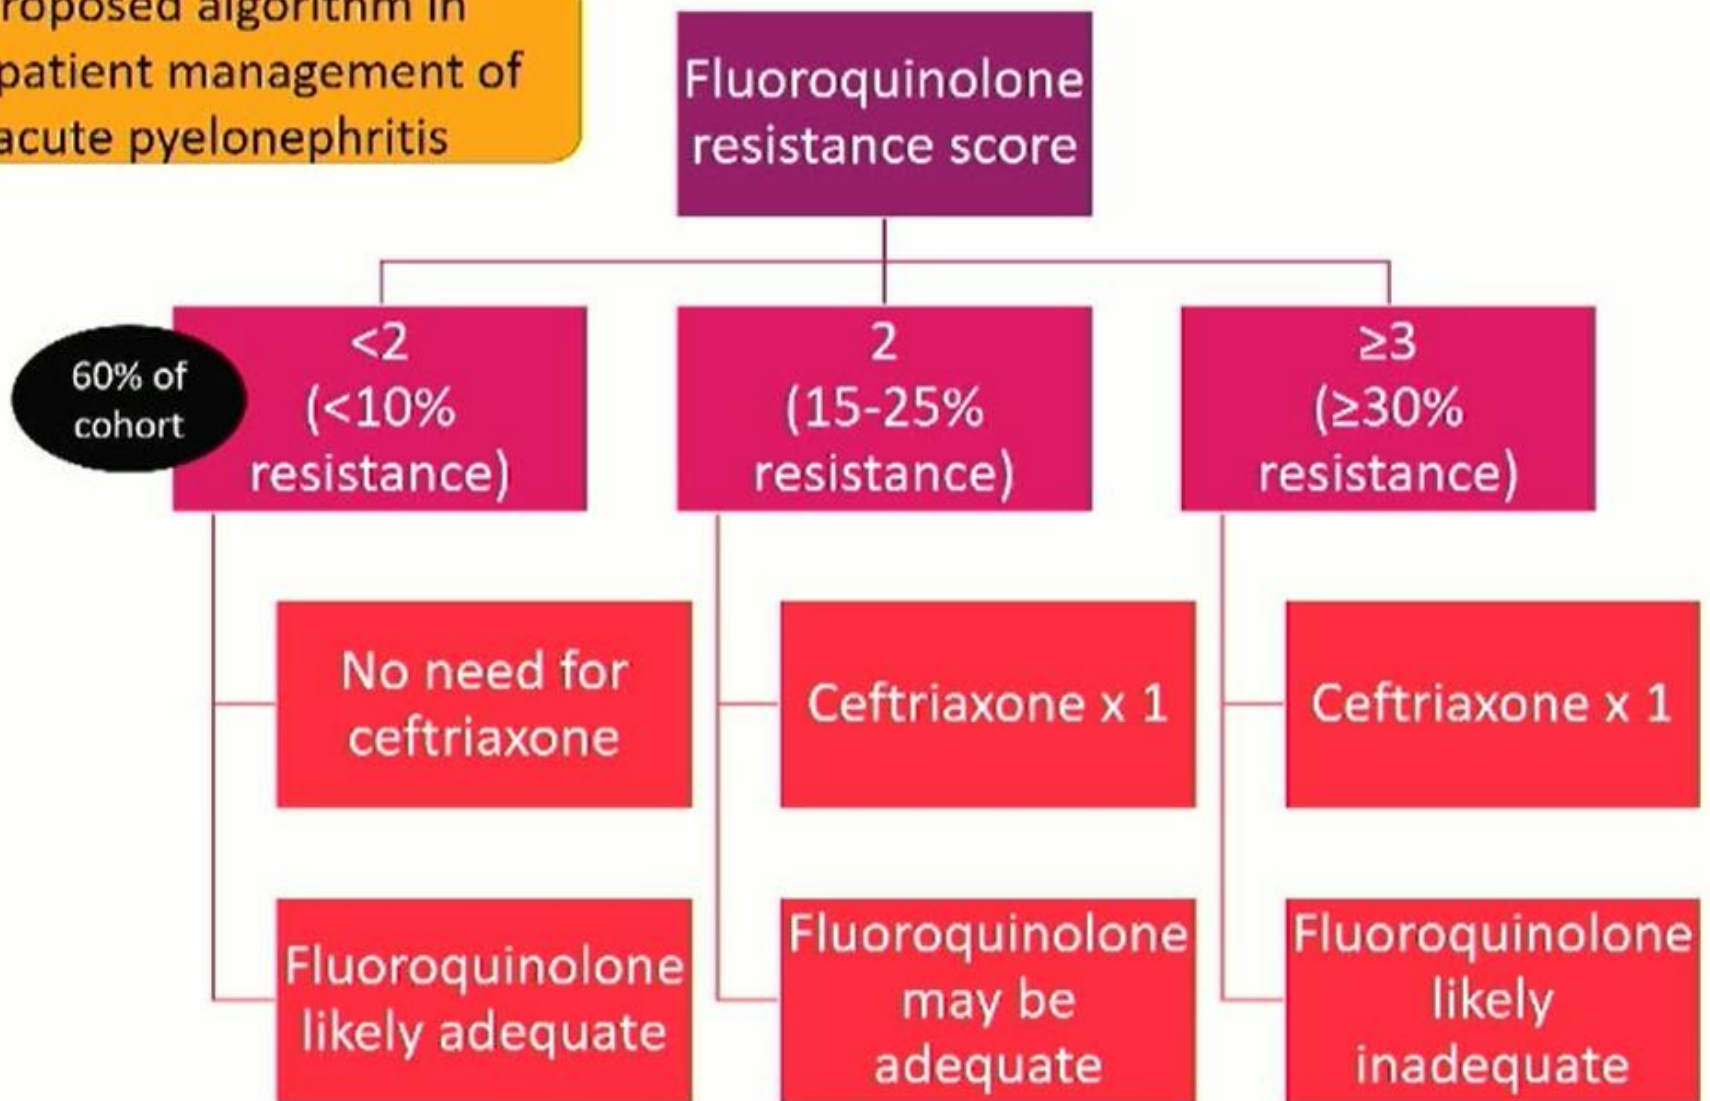 roposed algorithm in
patient management of
acute pyelonephritis
Fluoroquinolone
resistance score
60% of
cohort
<2
(<10%
resistance)
2
(15-25%
resistance)
≥3
(≥30%
resistance)
No need for
ceftriaxone
Ceftriaxone x 1
Ceftriaxone x 1
Fluoroquinolone
likely adequate
Fluoroquinolone
may be
adequate
Fluoroquinolone
likely
inadequate